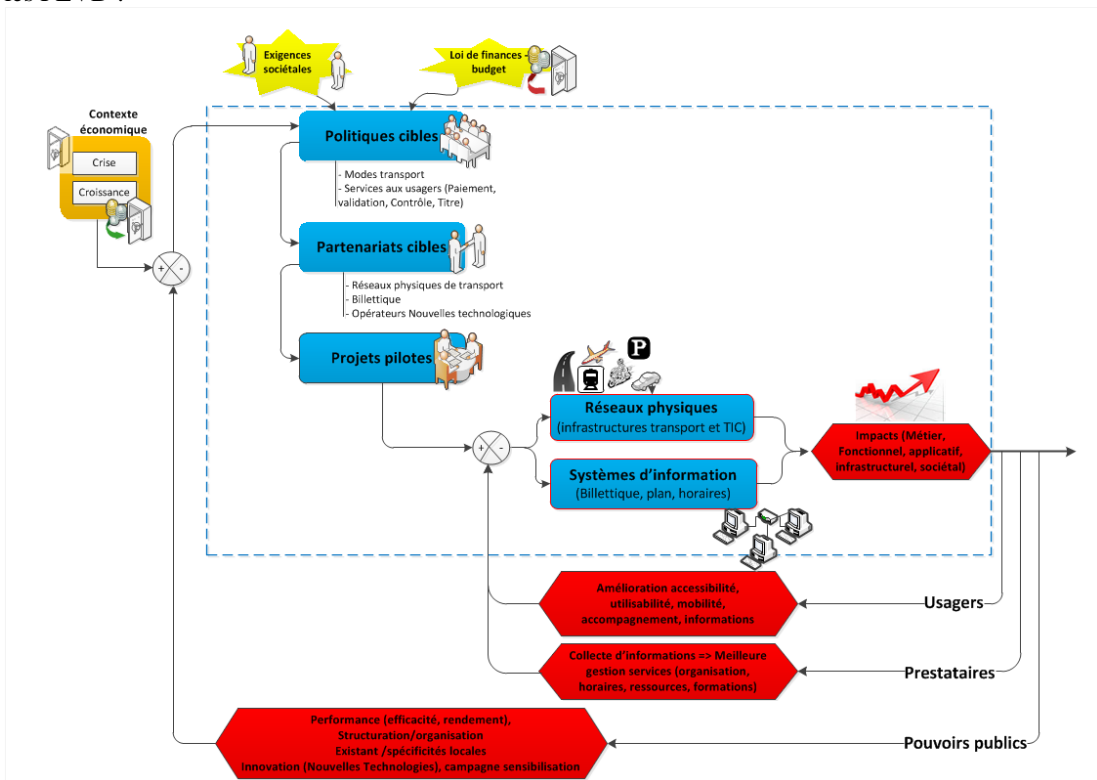 Exigences
sociétales
Loi de finances -
budget
Contexte
économique
Crise
Croissance
+
-
Politiques cibles
- Modes transport
- Services aux usagers (Paiement,
validation, Contrôle, Titre)
Partenariats cibles
- Réseaux physiques de transport
- Billettique
- Opérateurs Nouvelles technologiques
Projets pilotes
P
+
-
Réseaux physiques
(infrastructures transport et TIC)
Systèmes d’information
(Billettique, plan, horaires)
Impacts (Métier,
Fonctionnel, applicatif,
infrastructurel, sociétal)
Amélioration accessibilité,
utilisabilité, mobilité,
accompagnement, informations
Usagers
Collecte d’informations => Meilleure
gestion services (organisation,
horaires, ressources, formations)
Prestataires
Performance (efficacité, rendement),
Structuration/organisation
Existant /spécificités locales
Innovation (Nouvelles Technologies), campagne sensibilisation
Pouvoirs publics